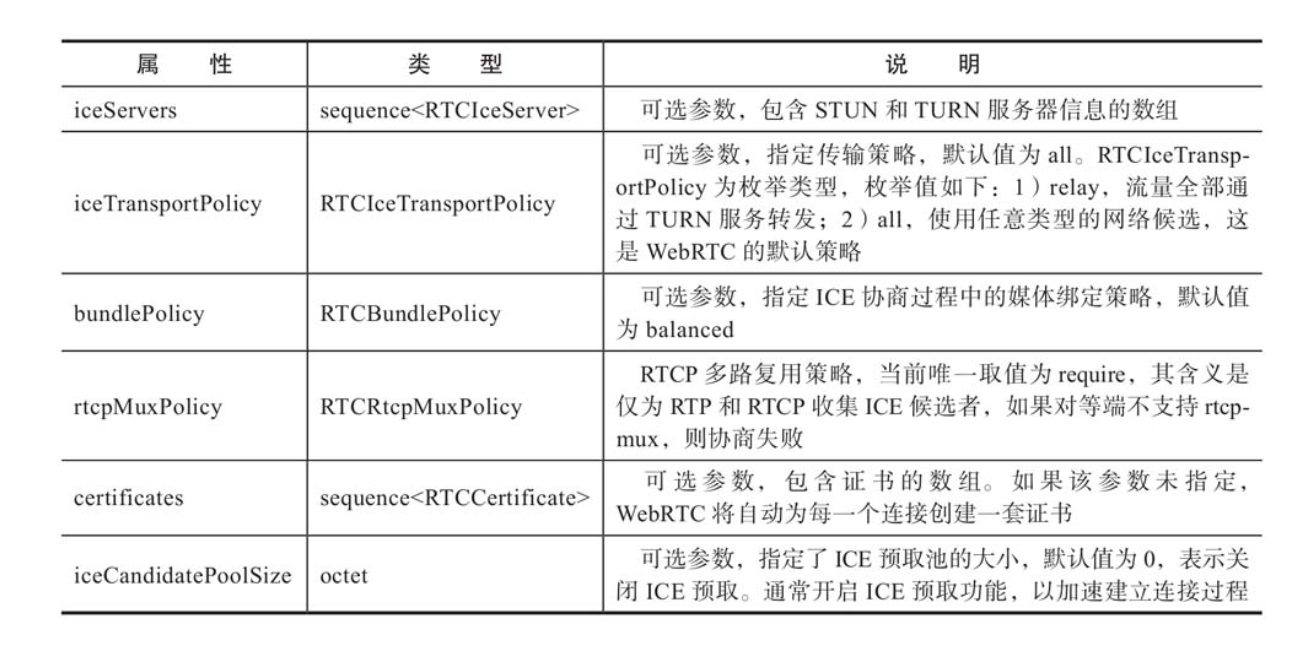 属 性 类 型 说 明
iceServers sequence<RTCIceServer> 可选参数，包含 STUN 和 TURN 服务器信息的数组
可选参数，指定传输策略，默认值为 all。RTCIceTransp-
iceTransportPolicy RTCIceTransportPolicy ortPolicy 为枚举类型，枚举值如下：1）relay，流量全部通
过 TURN 服务转发；2）all，使用任意类型的网络候选，这
是 WebRTC 的默认策略
bundlePolicy RTCBundlePolicy 可选参数，指定 ICE 协商过程中的媒体绑定策略，默认值
为 balanced
RTCP 多路复用策略，当前唯一取值为 require，其含义是
rtcpMuxPolicy RTCRtcpMuxPolicy 仅为 RTP 和 RTCP 收集 ICE 候选者，如果对等端不支持 rtcp-
mux，则协商失败
certificates sequence<RTCCertificate> 可选参数，包含证书的数组。如果该参数未指定，
WebRTC 将自动为每一个连接创建一套证书
iceCandidatePoolSize octet 可选参数，指定了 ICE 预取池的大小，默认值为 0，表示关
闭 ICE 预取。通常开启 ICE 预取功能，以加速建立连接过程